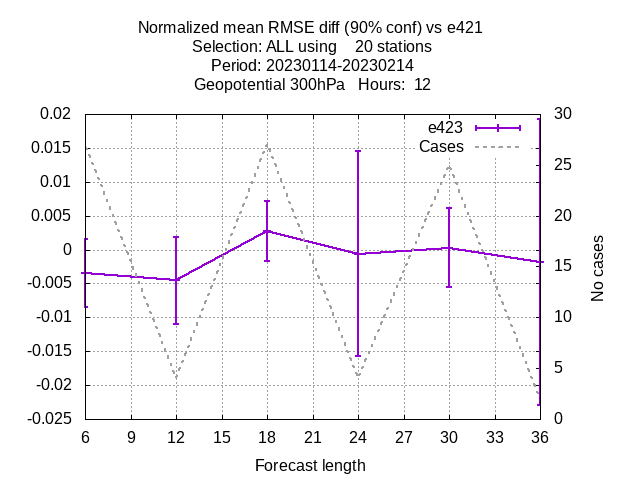 Normalized mean RMSE diff (90% conf) vs e421
Selection: ALL using    20 stations
Period: 20230114-20230214
Geopotential 300hPa   Hours:  12
e423
Cases
0.02
0.015
0.01
0.005
0
-0.005
-0.01
-0.015
-0.02
-0.025
30
25
20
15
10
5
0
No cases
6 9 12 15 18 21 24 27 30 33 36
Forecast length